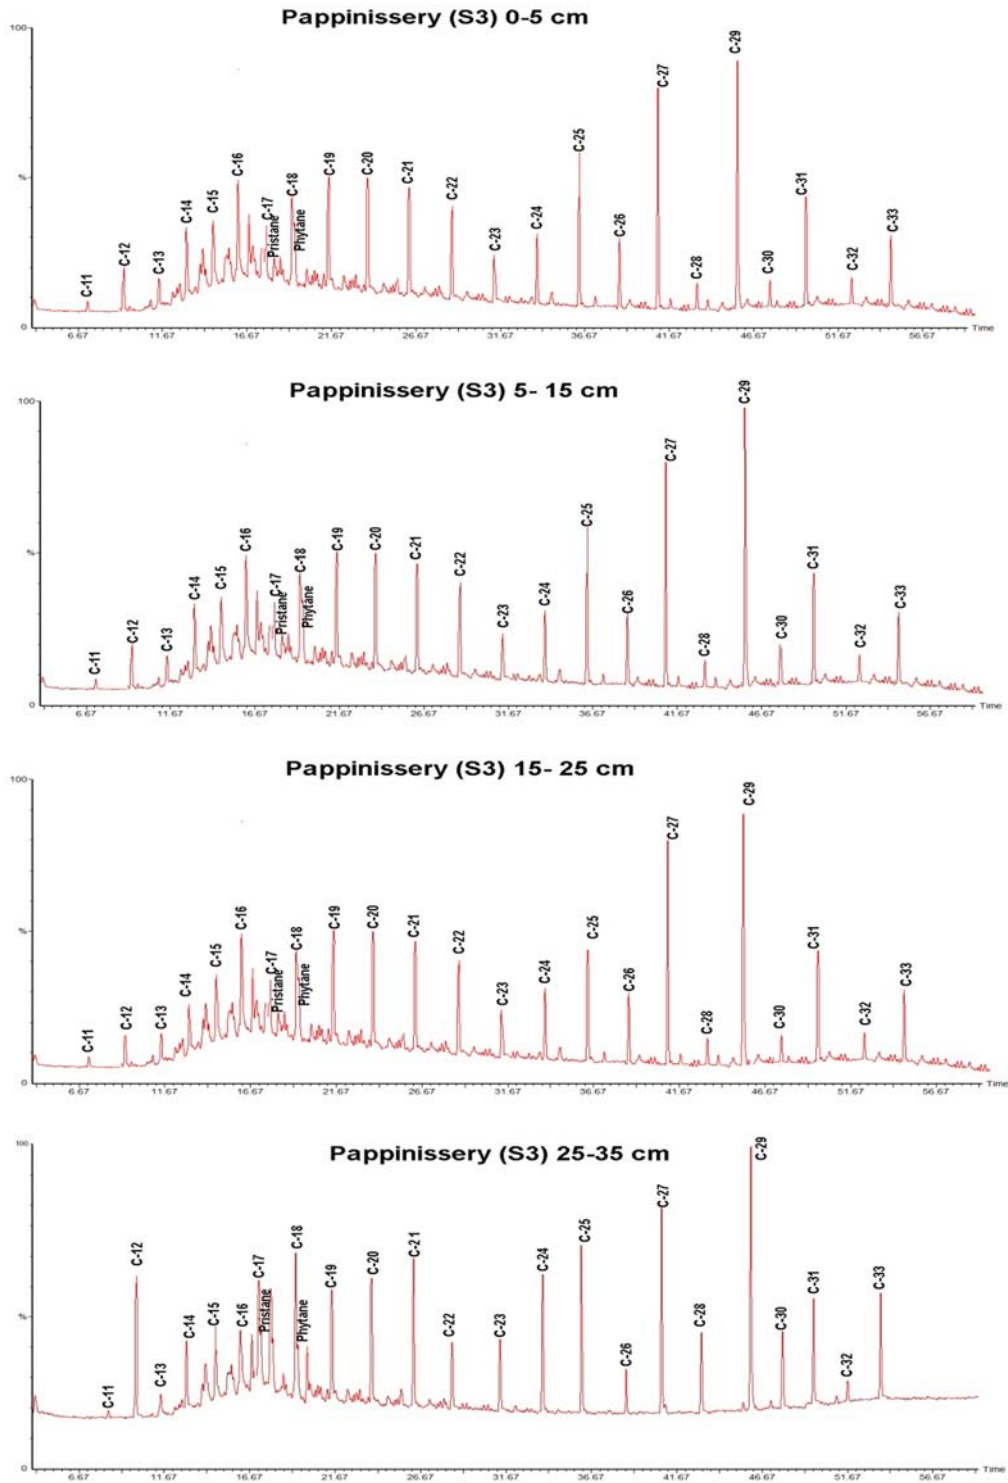 Pappinissery (S3) 0-5 cm
100
%
0
C-11
C-12
C-13
C-14
C-15
C-16
C-17
Pristane
C-18
Phytane
C-19
C-20
C-21
C-22
C-23
C-24
C-25
C-26
C-27
C-28
C-29
C-30
C-31
C-32
C-33
6.67 11.67 16.67 21.67 26.67 31.67 36.67 41.67 46.67 51.67 56.67 Time
Pappinissery (S3) 5- 15 cm
100
%
0
C-11
C-12
C-13
C-14
C-15
C-16
C-17
Pristane
C-18
Phytane
C-19
C-20
C-21
C-22
C-23
C-24
C-25
C-26
C-27
C-28
C-29
C-30
C-31
C-32
C-33
6.67 11.67 16.67 21.67 26.67 31.67 36.67 41.67 46.67 51.67 56.67 Time
Pappinissery (S3) 15- 25 cm
100
%
0
C-11
C-12
C-13
C-14
C-15
C-16
C-17
Pristane
C-18
Phytane
C-19
C-20
C-21
C-22
C-23
C-24
C-25
C-26
C-27
C-28
C-29
C-30
C-31
C-32
C-33
6.67 11.67 16.67 21.67 26.67 31.67 36.67 41.67 46.67 51.67 56.67 Time
Pappinissery (S3) 25-35 cm
100
%
0
C-11
C-12
C-13
C-14
C-15
C-16
C-17
Pristane
C-18
Phytane
C-19
C-20
C-21
C-22
C-23
C-24
C-25
C-26
C-27
C-28
C-29
C-30
C-31
C-32
C-33
6.67 11.67 16.67 21.67 26.67 31.67 36.67 41.67 46.67 51.67 56.67 Time